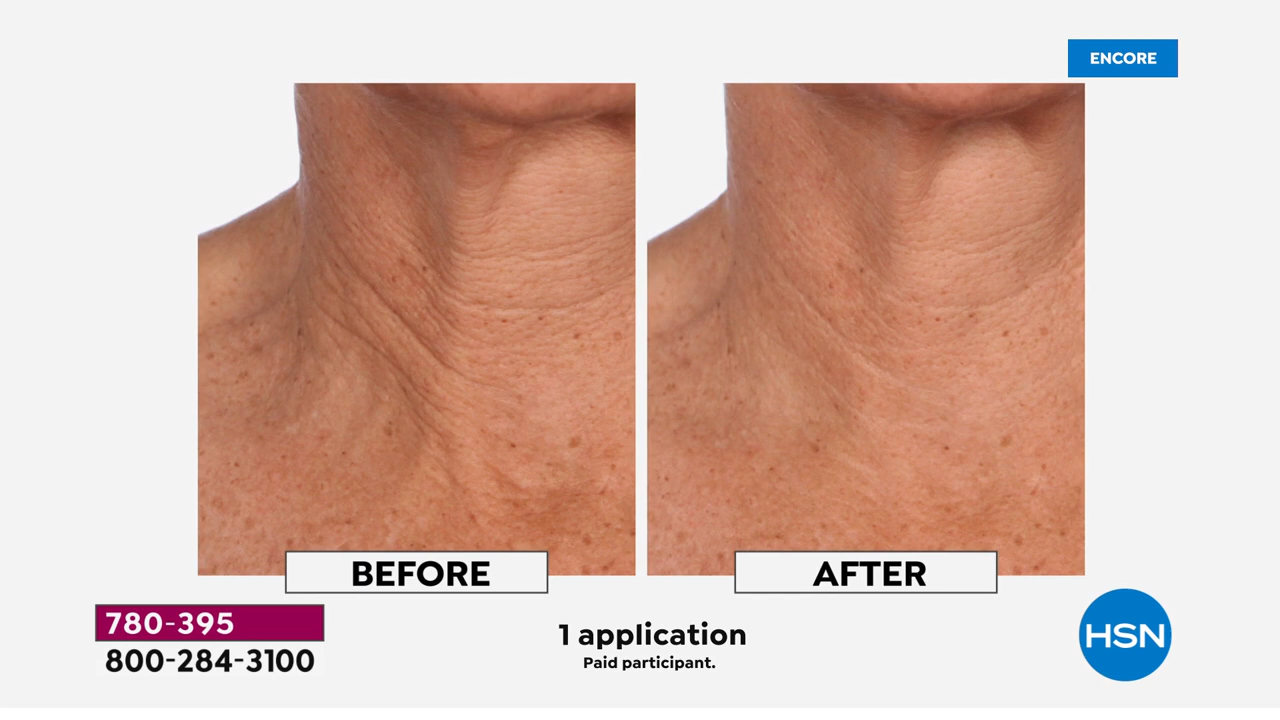 ENCORE
BEFORE
AFTER
780-395
800-284-3100
1 application
Paid participant.
HSN